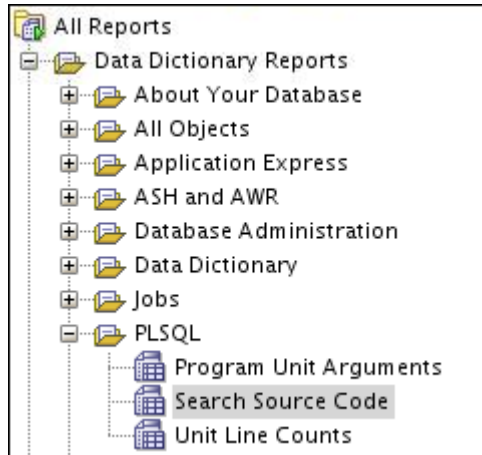 All Reports
Data Dictionary Reports
About Your Database
All Objects
Application Express
ASH and AWR
Database Administration
Data Dictionary
Jobs
PLSQL
Program Unit Arguments
Search Source Code
Unit Line Counts